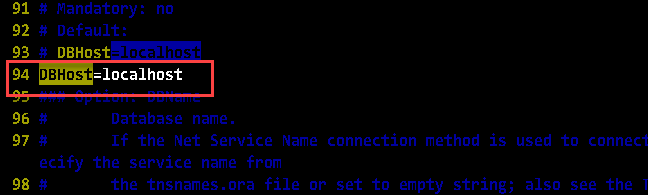 91 # Mandatory: no
92 # Default:
93 # DBHost=localhost
94 DBHost=localhost
95 ### Option: DBName
96 #       Database name.
97 #       If the Net Service Name connection method is used to connect
ecify the service name from
98 #       the tnsnames.ora file or set to empty string; also see the